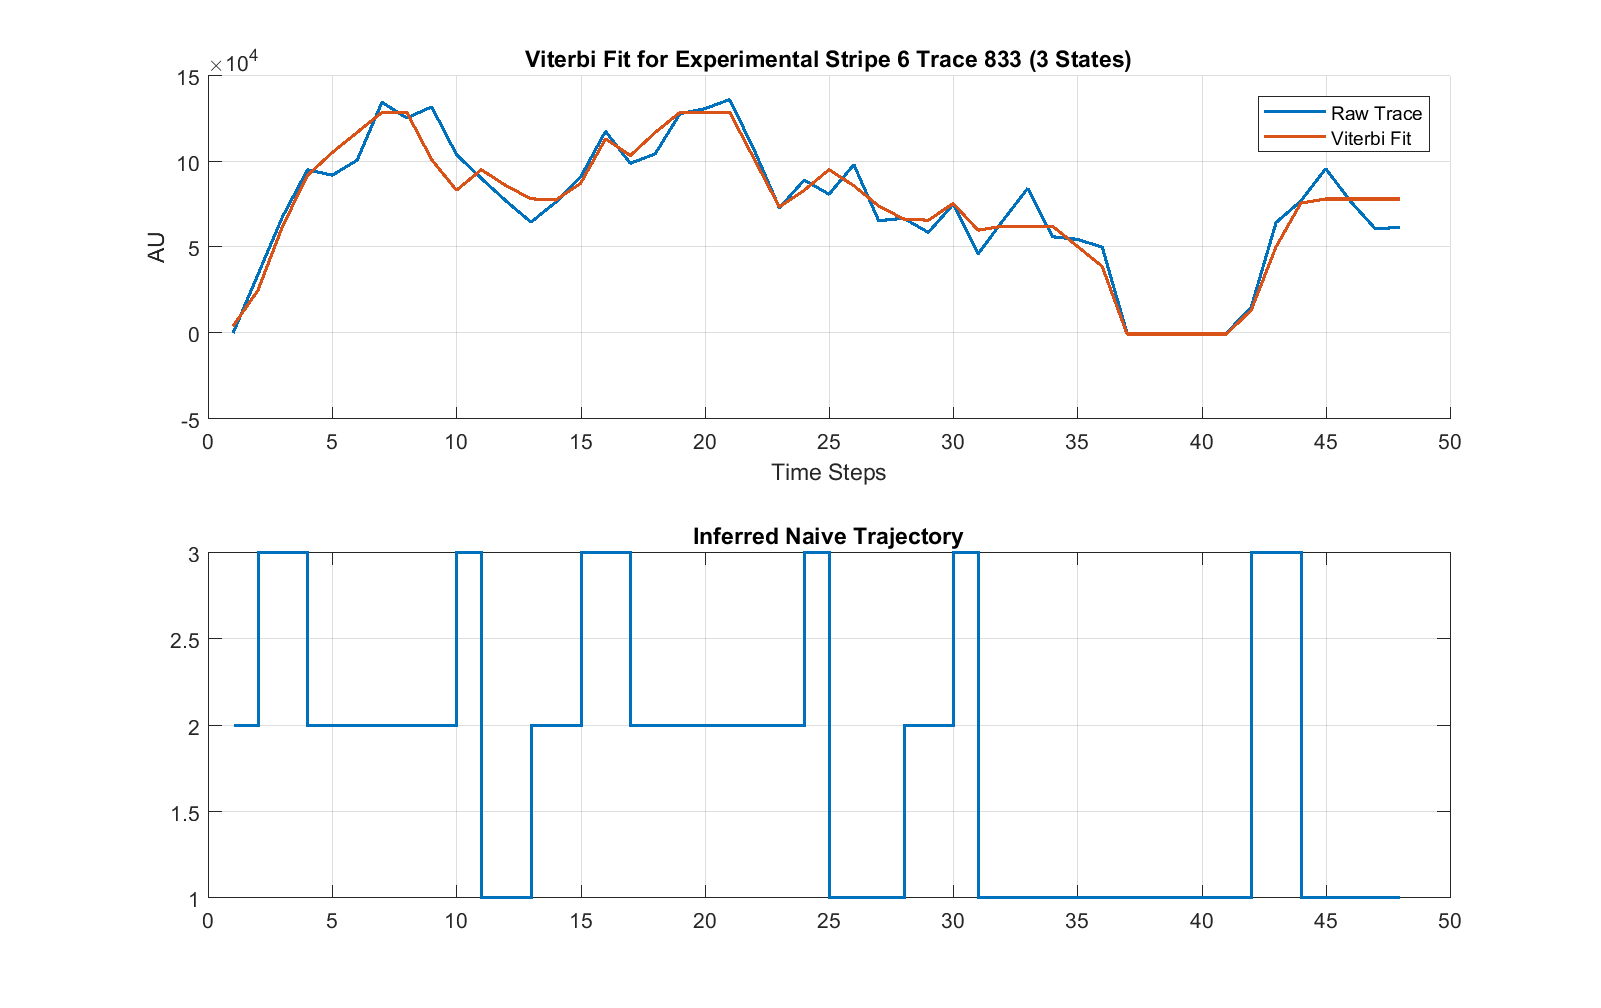 Viterbi Fit for Experimental Stripe 6 Trace 833 (3 States)
×10⁴
15
10
5
0
-5
AU
Raw Trace
Viterbi Fit
0 5 10 15 20 25 30 35 40 45 50
Time Steps
Inferred Naive Trajectory
3
2.5
2
1.5
1
0 5 10 15 20 25 30 35 40 45 50